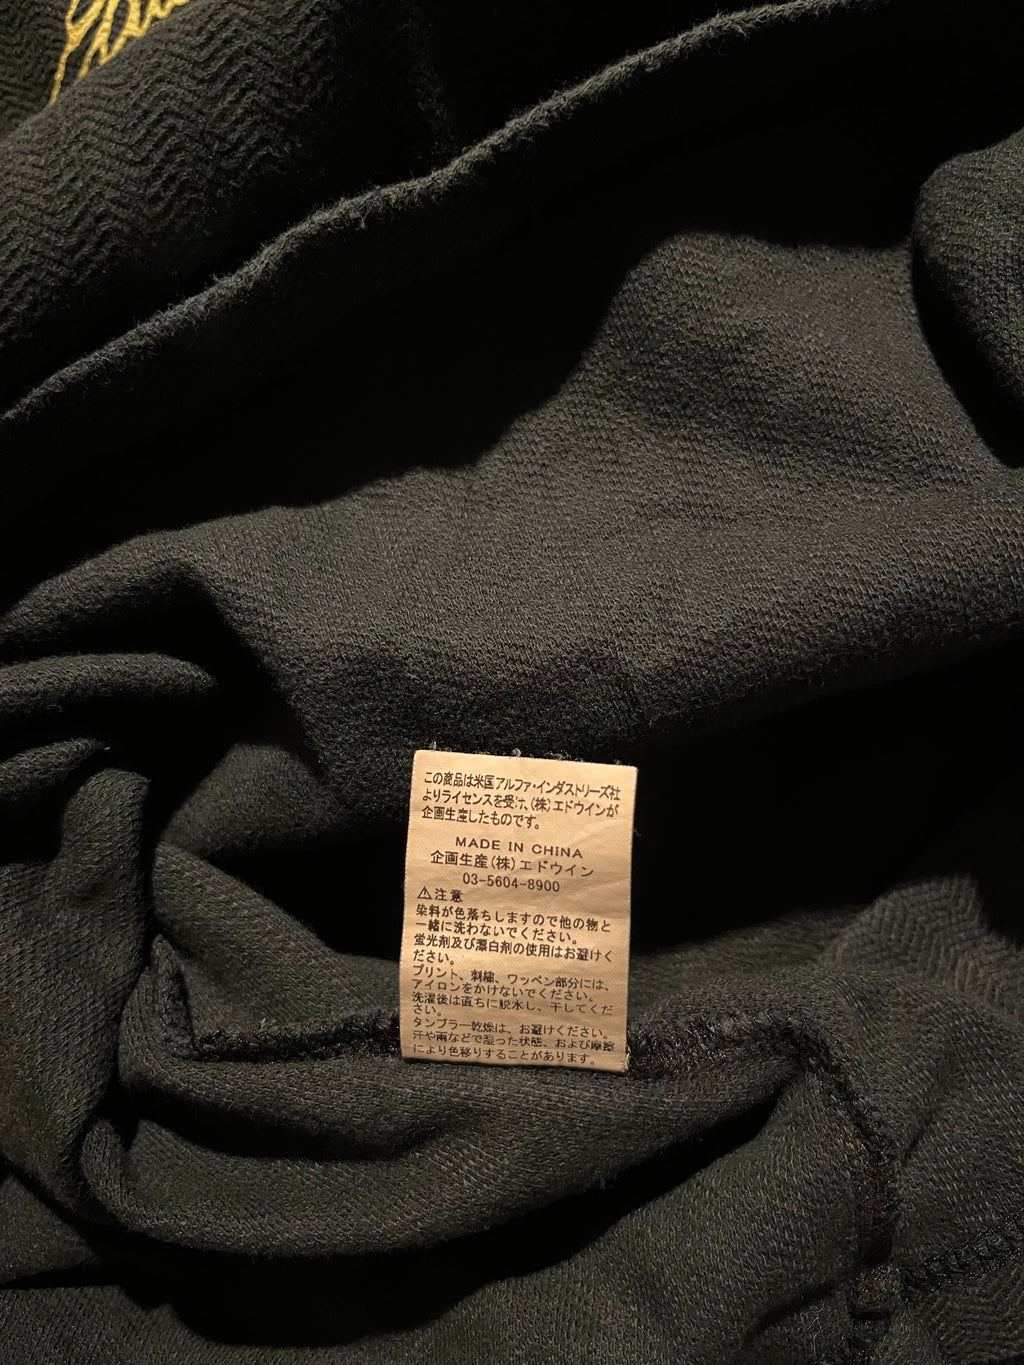 この商品は米国アルファ・インダストリーズ社
よりライセンスを受け、(株)エドウインが
企画生産したものです。
MADE IN CHINA
企画生産(株)エドウイン
03-5604-8900
⚠注意
染料が色落ちしますので他の物と
一緒に洗わないでください。
蛍光剤及び漂白剤の使用はお避けく
ださい。
プリント、刺繍、ワッペン部分には、
アイロンをかけないでください。
洗濯後は直ちに脱水し、干してくだ
さい。
タンブラー乾燥は、お避けください。
汗や雨などで湿った状態、および摩擦
により色移りすることがあります。